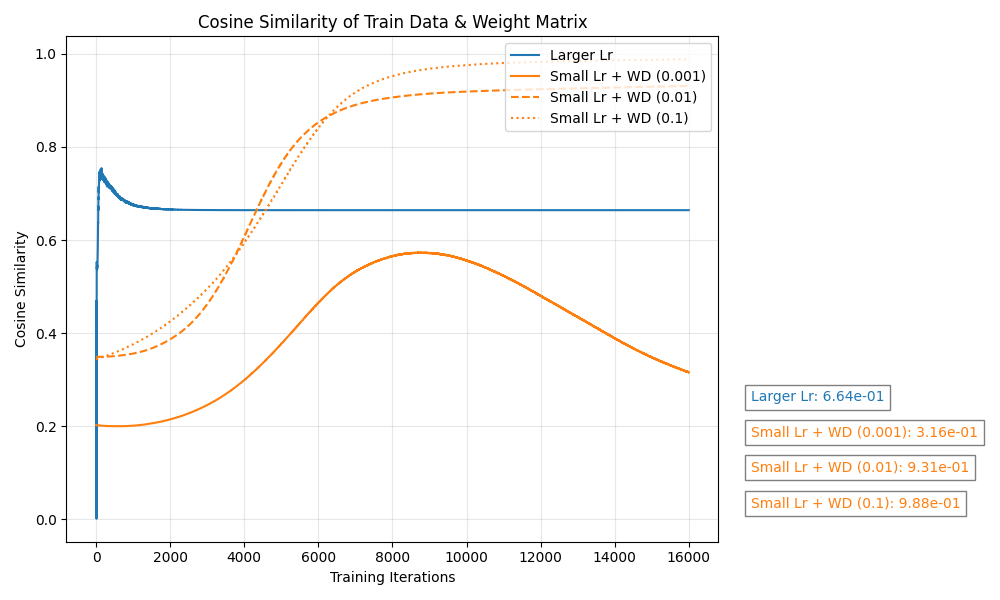 Cosine Similarity of Train Data & Weight Matrix
Larger Lr
Small Lr + WD (0.001)
Small Lr + WD (0.01)
Small Lr + WD (0.1)
Cosine Similarity
1.0
0.8
0.6
0.4
0.2
0.0
0
2000
4000
6000
8000
10000
12000
14000
16000
Training Iterations
Larger Lr: 6.64e-01
Small Lr + WD (0.001): 3.16e-01
Small Lr + WD (0.01): 9.31e-01
Small Lr + WD (0.1): 9.88e-01